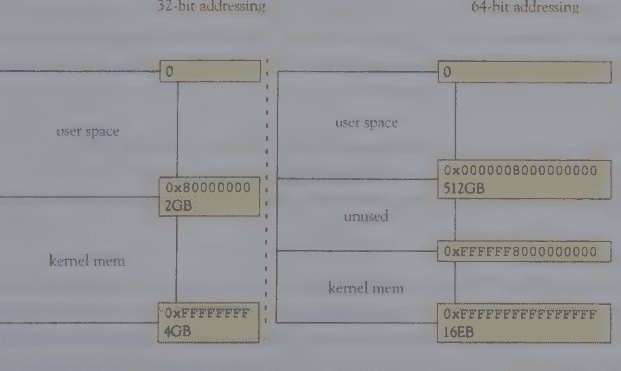 32-bit addressing
0
user space
0x80000000
2GB
kernel mem
0xFFFFFFFF
4GB
64-bit addressing
0
user space
0x0000008000000000
512GB
unused
0xFFFFFF8000000000
kernel mem
0xFFFFFFFFFFFFFFFF
16EB